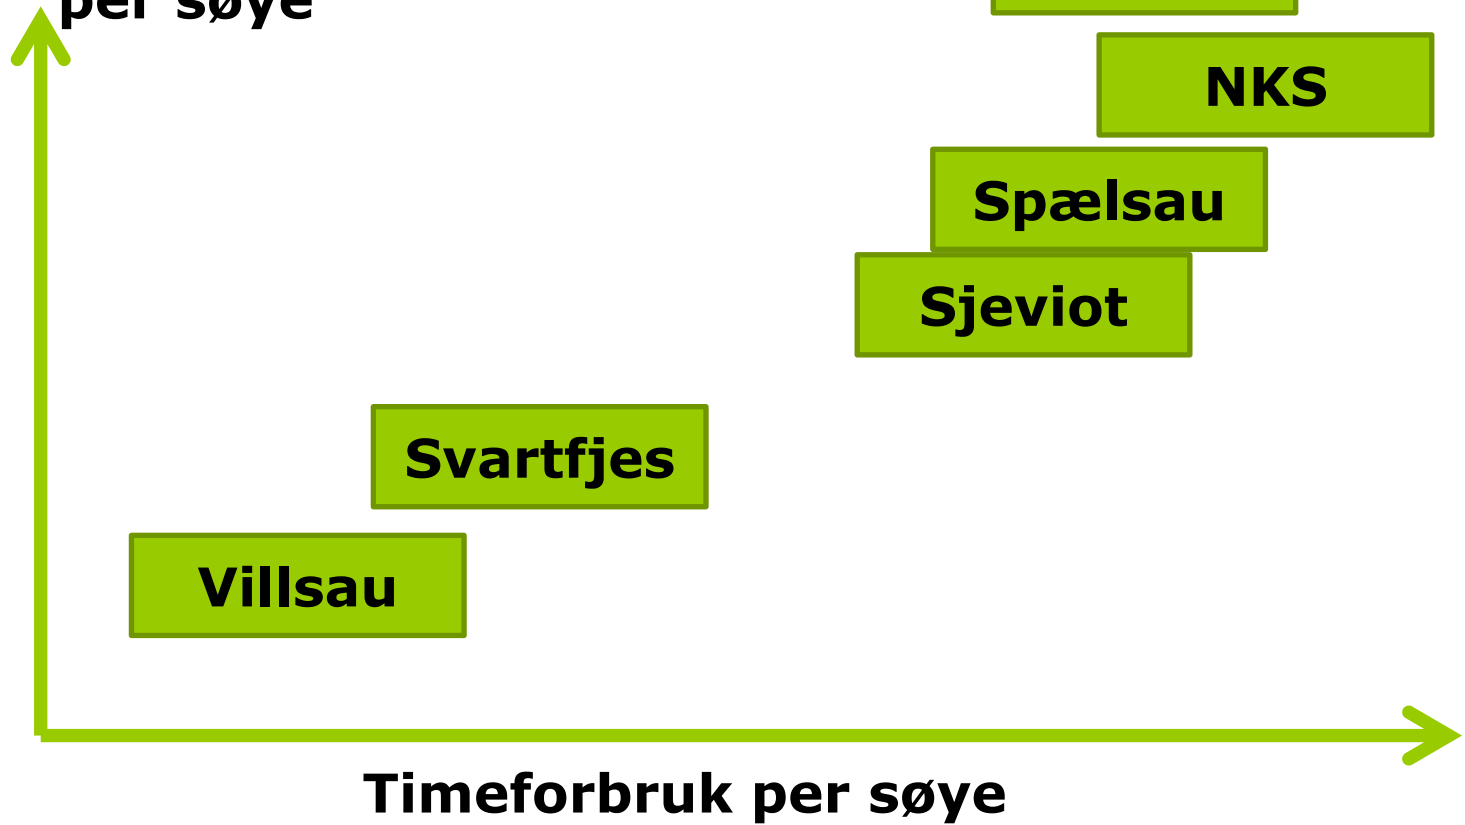 per søye
NKS
Spælsau
Sjeviot
Svartfjes
Villsau
Timeforbruk per søye